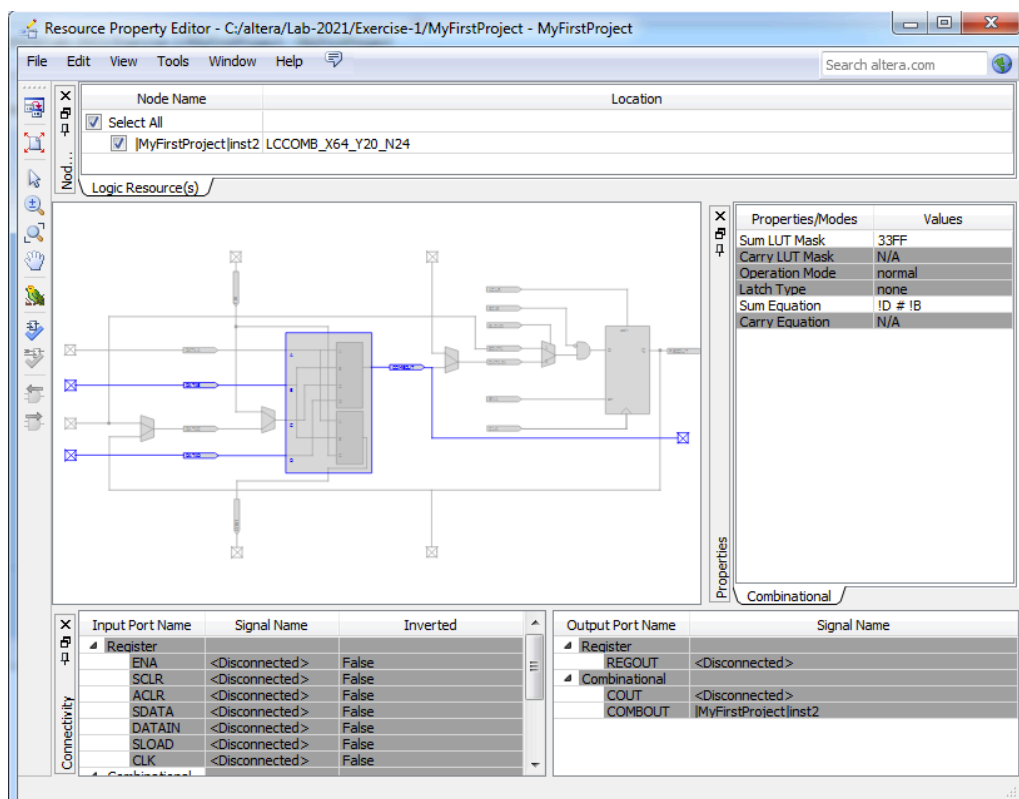 Resource Property Editor - C:/altera/Lab-2021/Exercise-1/MyFirstProject - MyFirstProject
File Edit View Tools Window Help
Search altera.com
Node Name Location
Select All
|MyFirstProject|inst2 LCCOMB_X64_Y20_N24
Nod...
Logic Resource(s)
Properties/Modes Values
Sum LUT Mask 33FF
Carry LUT Mask N/A
Operation Mode normal
Latch Type none
Sum Equation !D # !B
Carry Equation N/A
Properties
Combinational
Input Port Name Signal Name Inverted
Register
ENA <Disconnected> False
SCLR <Disconnected> False
ACLR <Disconnected> False
SDATA <Disconnected> False
DATAIN <Disconnected> False
SLOAD <Disconnected> False
CLK <Disconnected> False
Connectivity
Output Port Name Signal Name
Register
REGOUT <Disconnected>
Combinational
COUT <Disconnected>
COMBOUT |MyFirstProject|inst2